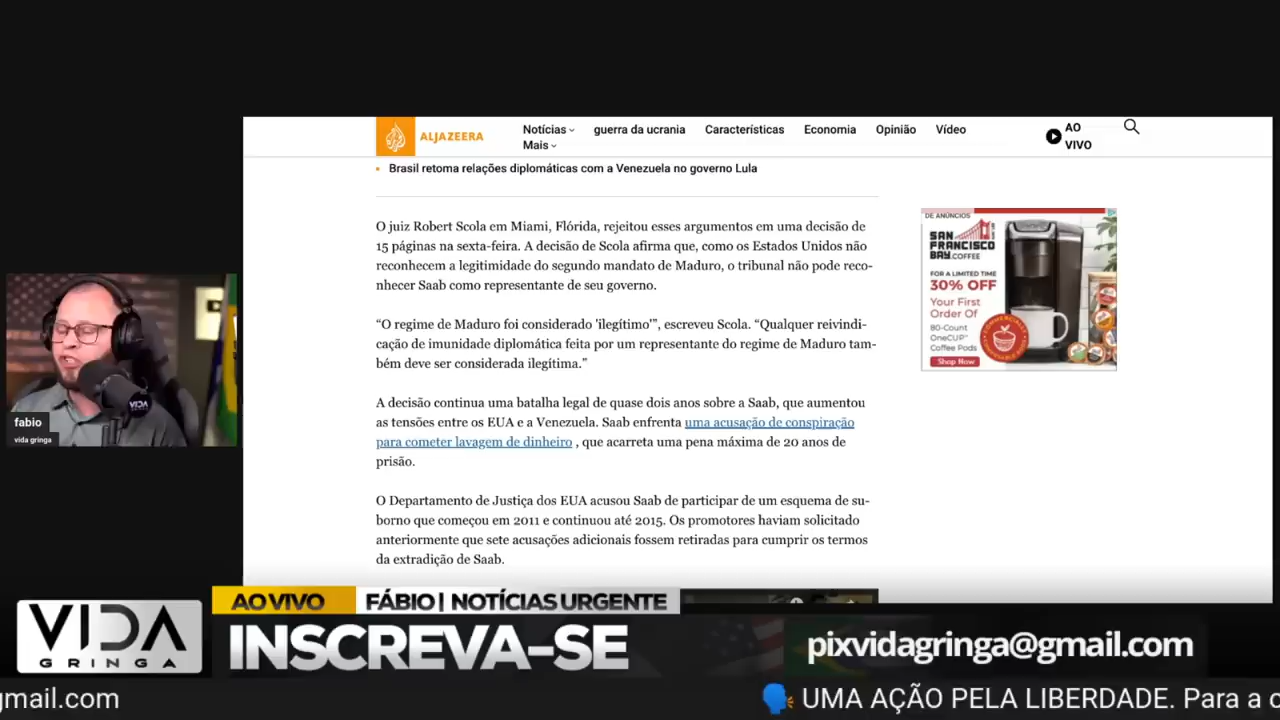 ALJAZEERA
Notícias
guerra da ucrania
Características
Economia
Opinião
Vídeo
Mais
AO
VIVO
Brasil retoma relações diplomáticas com a Venezuela no governo Lula
O juiz Robert Scola em Miami, Flórida, rejeitou esses argumentos em uma decisão de
15 páginas na sexta-feira. A decisão de Scola afirma que, como os Estados Unidos não
reconhecem a legitimidade do segundo mandato de Maduro, o tribunal não pode reco-
nhecer Saab como representante de seu governo.
“O regime de Maduro foi considerado 'ilegítimo'”, escreveu Scola. “Qualquer reivindi-
cação de imunidade diplomática feita por um representante do regime de Maduro tam-
bém deve ser considerada ilegítima.”
A decisão continua uma batalha legal de quase dois anos sobre a Saab, que aumentou
as tensões entre os EUA e a Venezuela. Saab enfrenta uma acusação de conspiração
para cometer lavagem de dinheiro , que acarreta uma pena máxima de 20 anos de
prisão.
O Departamento de Justiça dos EUA acusou Saab de participar de um esquema de su-
borno que começou em 2011 e continuou até 2015. Os promotores haviam solicitado
anteriormente que sete acusações adicionais fossem retiradas para cumprir os termos
da extradição de Saab.
DE ANÚNCIOS
SAN
FRANCISCO
BAY.COFFEE
FOR A LIMITED TIME
30% OFF
Your First
Order Of
80-Count
OneCUP™
Coffee Pods
Shop Now
VIDA
fabio
vida gringa
AO VIVO
FÁBIO | NOTÍCIAS URGENTE
VIDA
GRINGA
INSCREVA-SE
pixvidagringa@gmail.com
gmail.com
UMA AÇÃO PELA LIBERDADE. Para a c